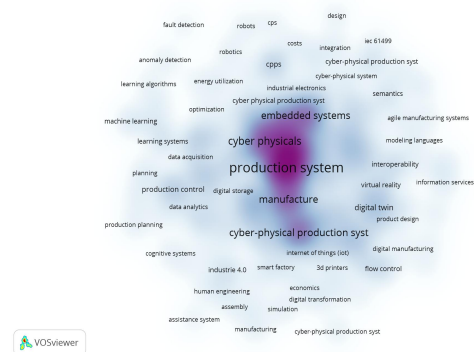 design
fault detection
robots
cps
costs
iec 61499
robotics
integration
anomaly detection
cpps
cyber-physical production syst
cyber-physical system
learning algorithms
energy utilization
industrial electronics
semantics
cyber physical production syst
optimization
embedded systems
agile manufacturing systems
machine learning
learning systems
cyber physicals
modeling languages
data acquisition
production system
interoperability
planning
virtual reality
information services
production control
digital storage
manufacture
data analytics
digital twin
product design
production planning
cyber-physical production syst
cognitive systems
internet of things (iot)
digital manufacturing
industrie 4.0
smart factory
3d printers
flow control
human engineering
economics
digital transformation
assembly
simulation
assistance system
manufacturing
cyber-physical production syst
VOSviewer